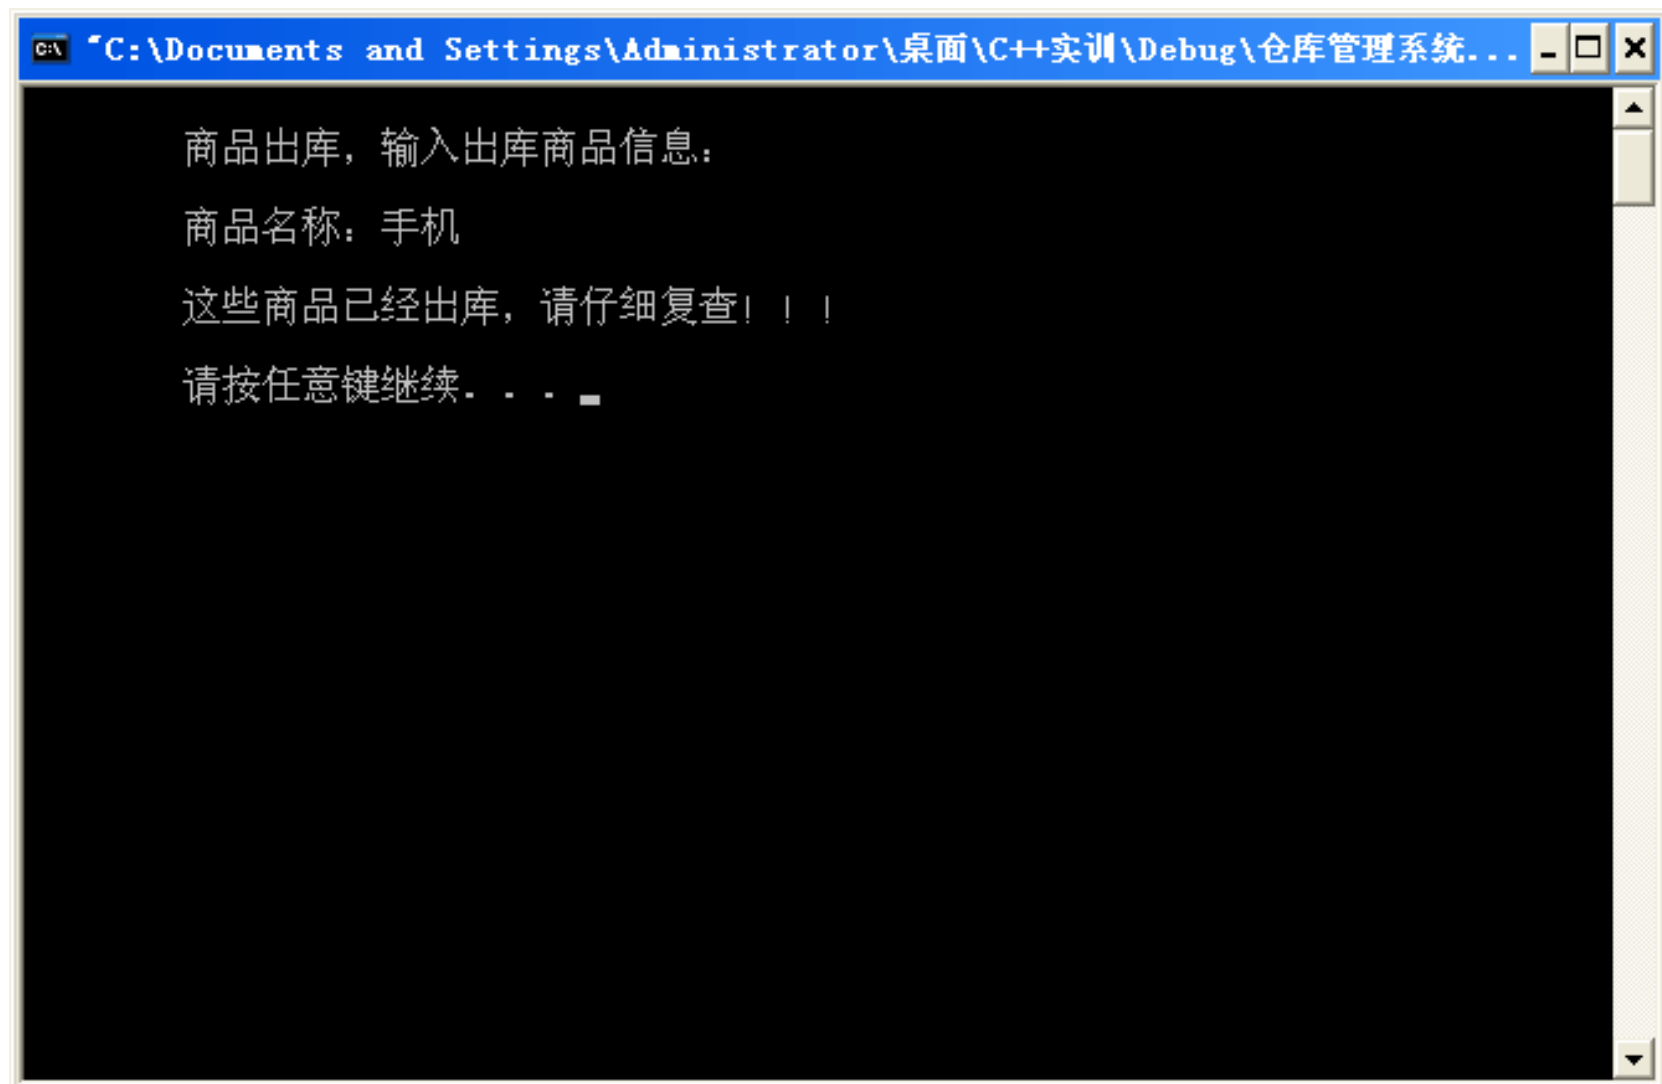 "C:\Documents and Settings\Administrator\桌面\C++实训\Debug\仓库管理系统...
商品出库，输入出库商品信息：
商品名称：手机
这些商品已经出库，请仔细复查！！！
请按任意键继续. . .